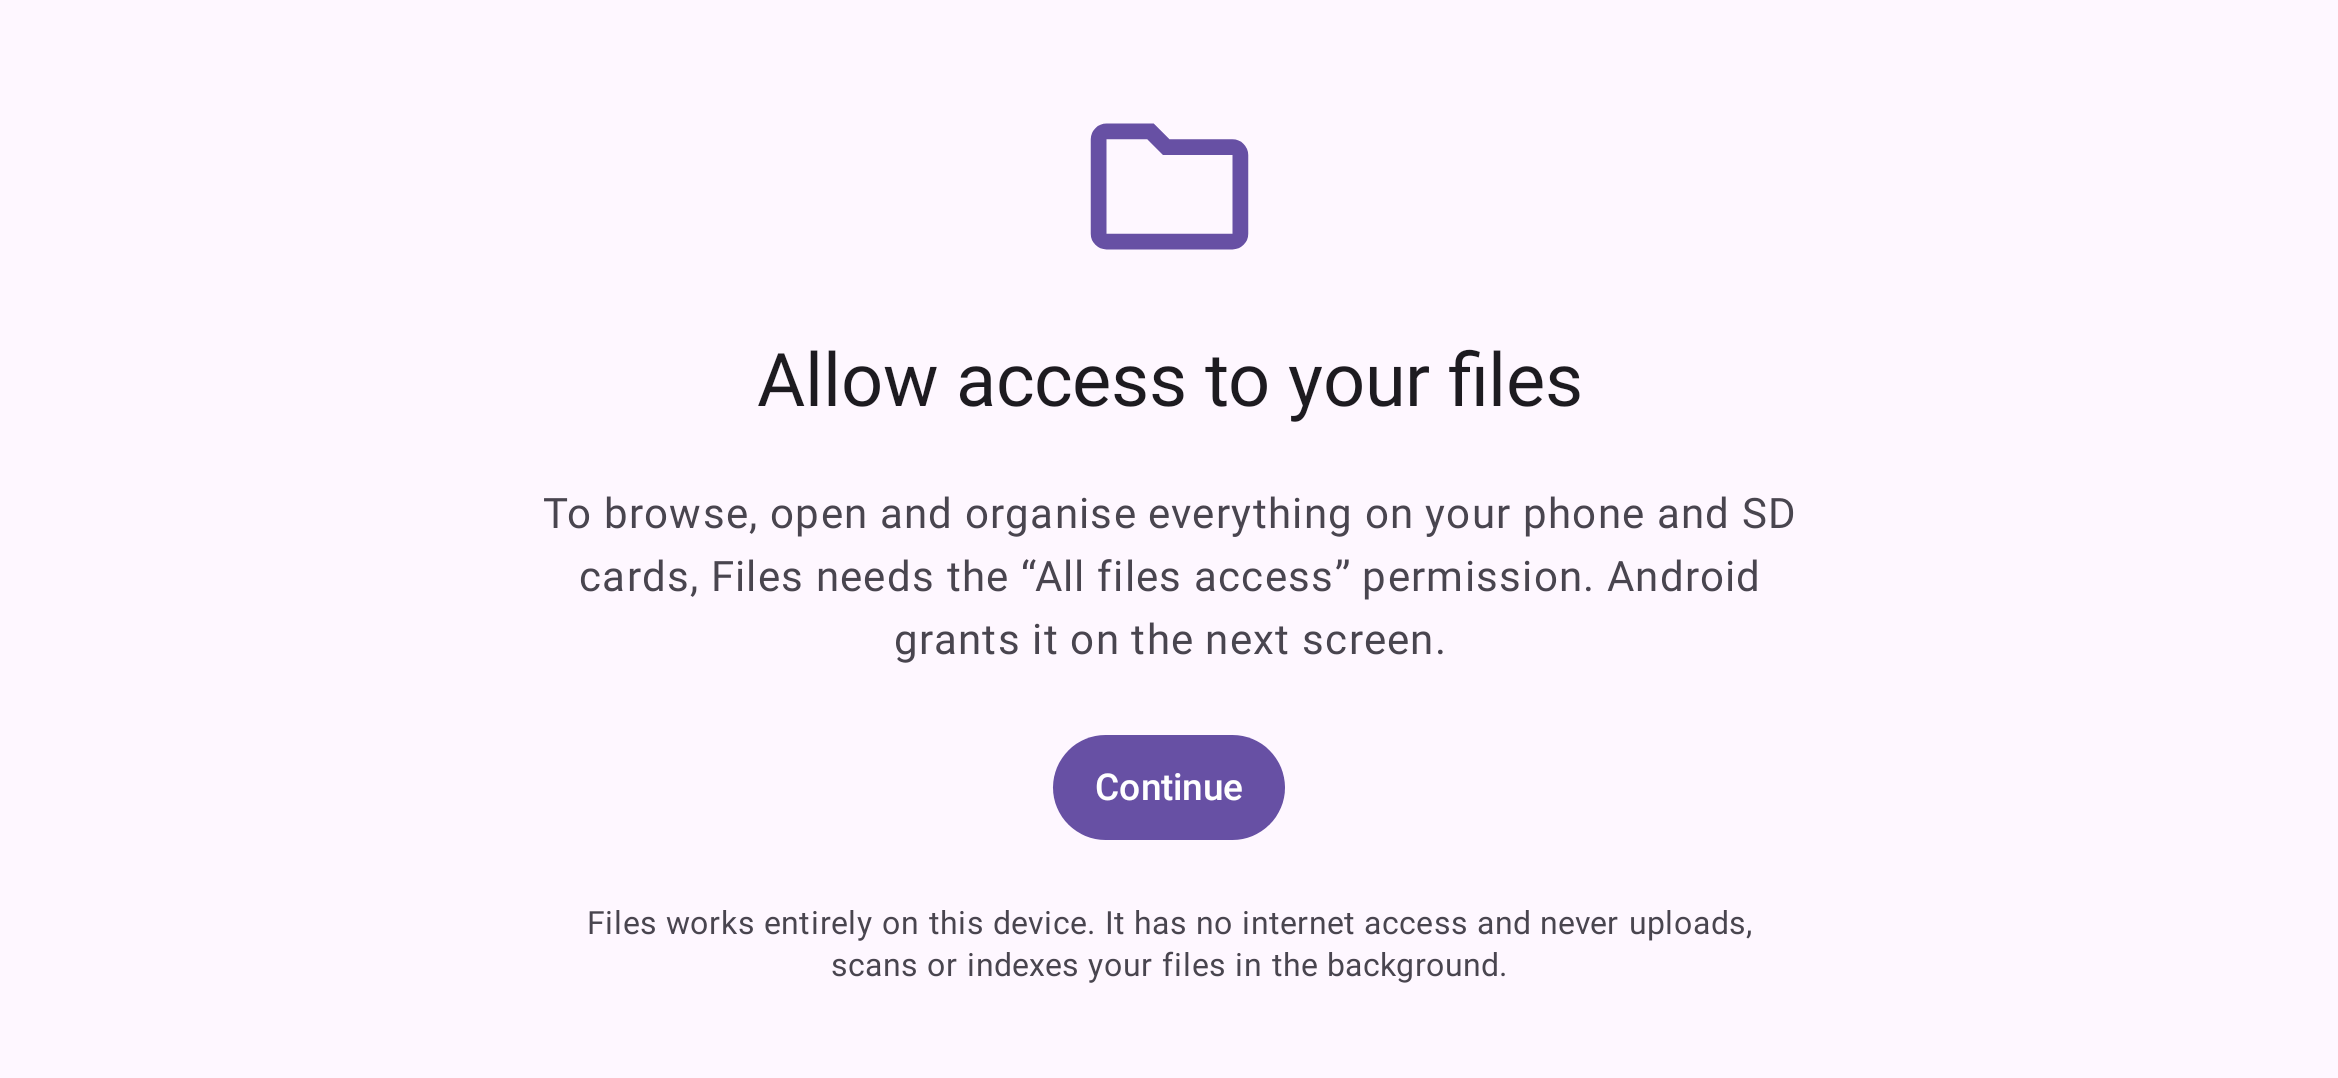 Allow access to your files
To browse, open and organise everything on your phone and SD
cards, Files needs the “All files access” permission. Android
grants it on the next screen.
Continue
Files works entirely on this device. It has no internet access and never uploads,
scans or indexes your files in the background.